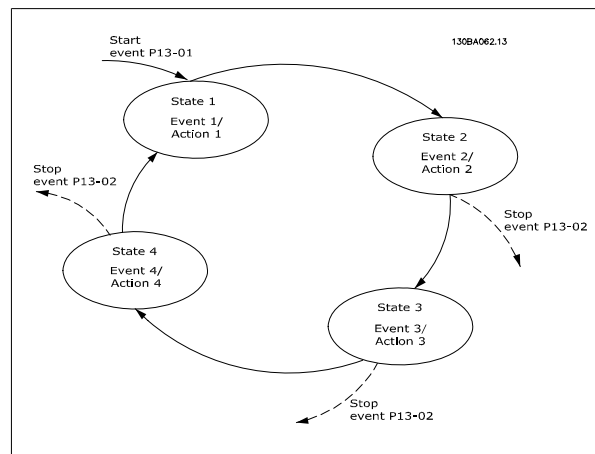 Start
event P13-01
130BA062.13
State 1
Event 1/
Action 1
State 2
Event 2/
Action 2
Stop
event P13-02
Stop
event P13-02
State 4
Event 4/
Action 4
State 3
Event 3/
Action 3
Stop
event P13-02